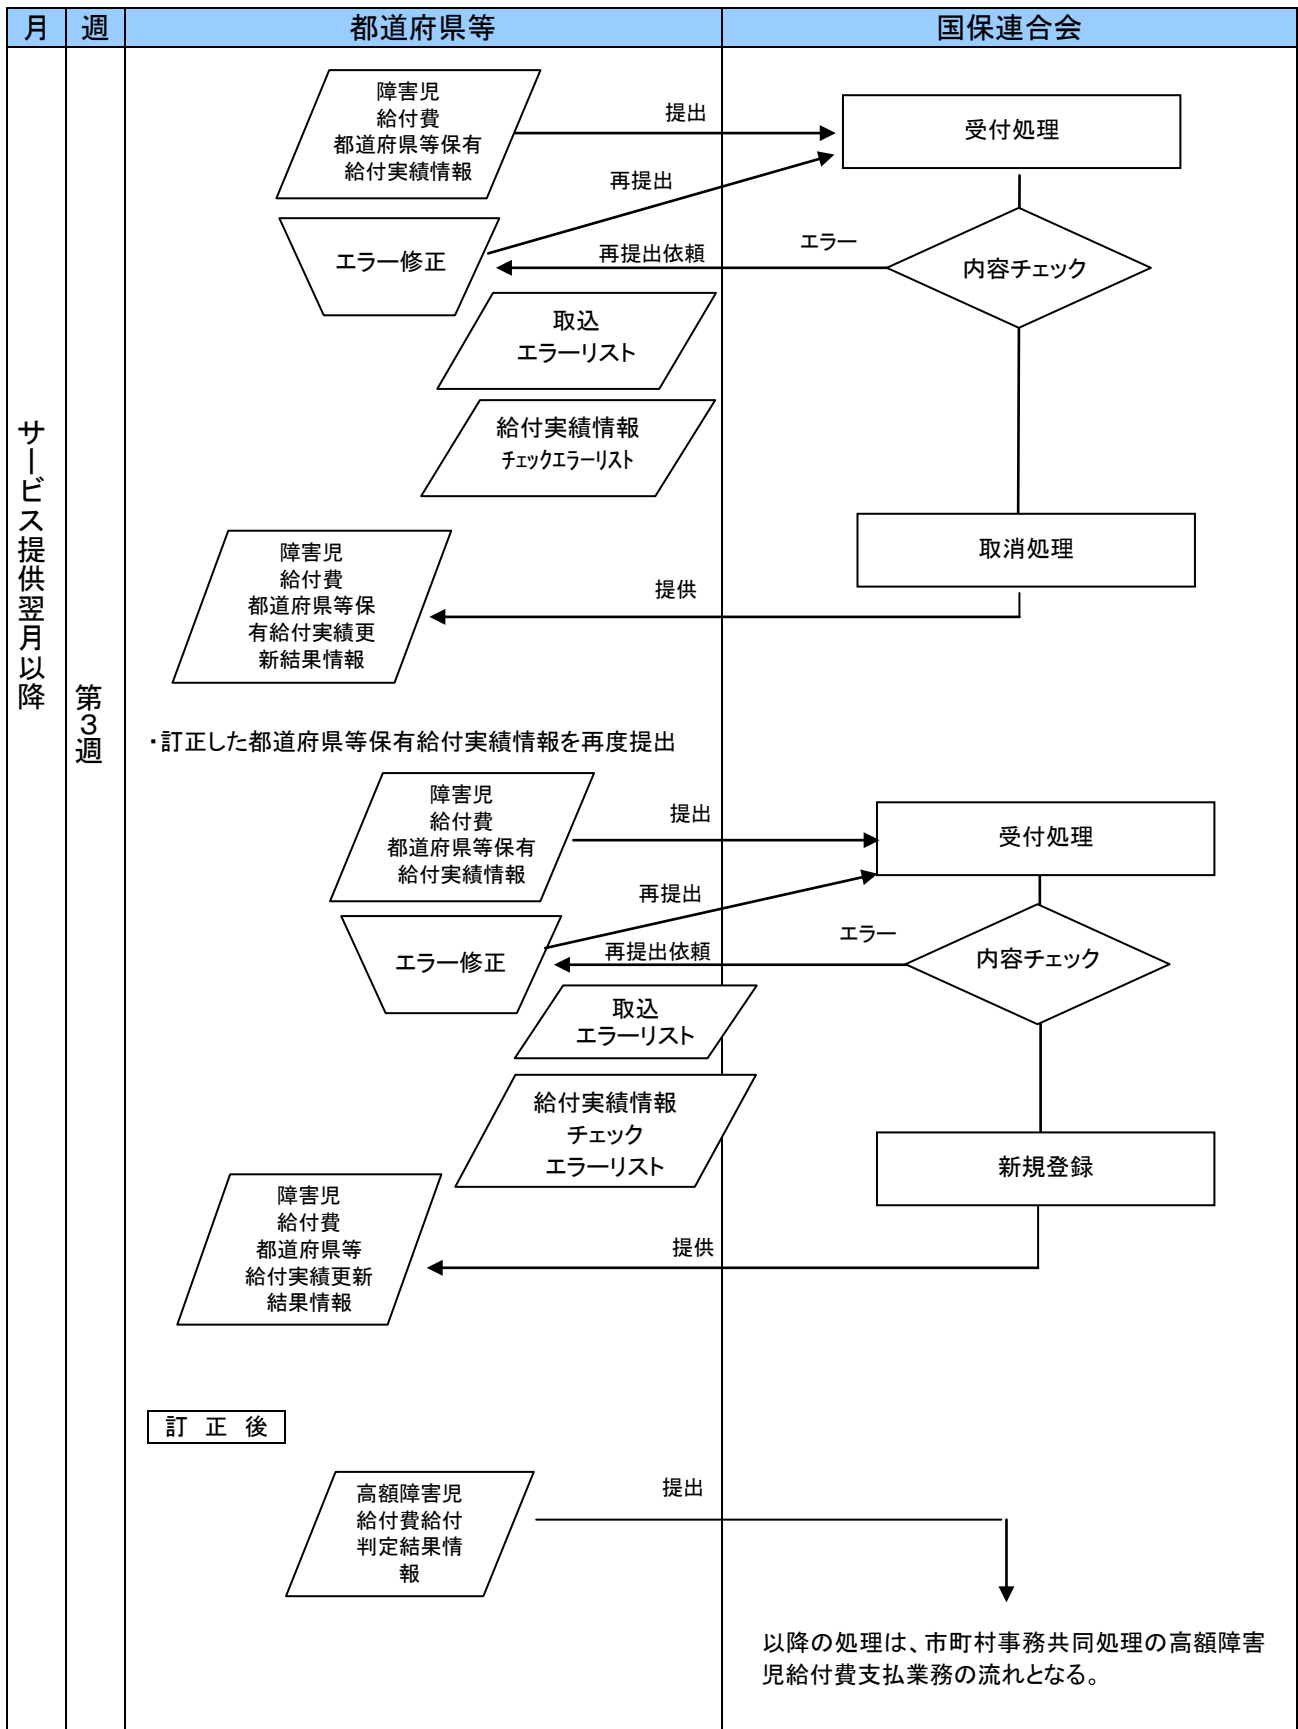 月
週
都道府県等
国保連合会
サービス提供翌月以降
第3週
障害児
給付費
都道府県等保有
給付実績情報
提出
受付処理
再提出
エラー修正
再提出依頼
エラー
内容チェック
取込
エラーリスト
給付実績情報
チェックエラーリスト
取消処理
障害児
給付費
都道府県等保
有給付実績更
新結果情報
提供
・訂正した都道府県等保有給付実績情報を再度提出
障害児
給付費
都道府県等保有
給付実績情報
提出
受付処理
再提出
エラー修正
再提出依頼
エラー
内容チェック
取込
エラーリスト
給付実績情報
チェック
エラーリスト
新規登録
障害児
給付費
都道府県等
給付実績更新
結果情報
提供
訂 正 後
高額障害児
給付費給付
判定結果情
報
提出
以降の処理は、市町村事務共同処理の高額障害
児給付費支払業務の流れとなる。